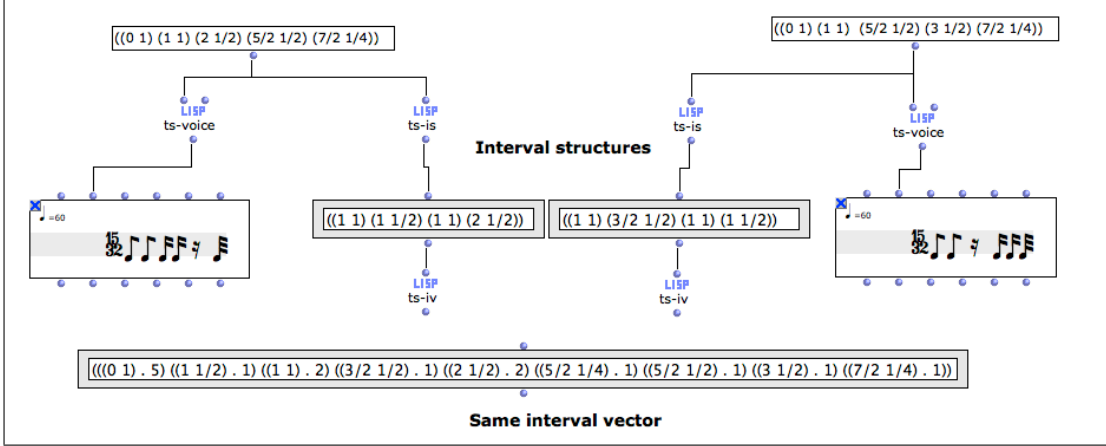 ((0 1) (1 1) (2 1/2) (5/2 1/2) (7/2 1/4))
((0 1) (1 1) (5/2 1/2) (3 1/2) (7/2 1/4))
LISP
ts-voice
LISP
ts-is
LISP
ts-is
LISP
ts-voice
Interval structures
=60
15
32
((1 1) (1 1/2) (1 1) (2 1/2))
((1 1) (3/2 1/2) (1 1) (1 1/2))
=60
15
32
LISP
ts-iv
LISP
ts-iv
(((0 1) . 5) ((1 1/2) . 1) ((1 1) . 2) ((3/2 1/2) . 1) ((2 1/2) . 2) ((5/2 1/4) . 1) ((5/2 1/2) . 1) ((3 1/2) . 1) ((7/2 1/4) . 1))
Same interval vector